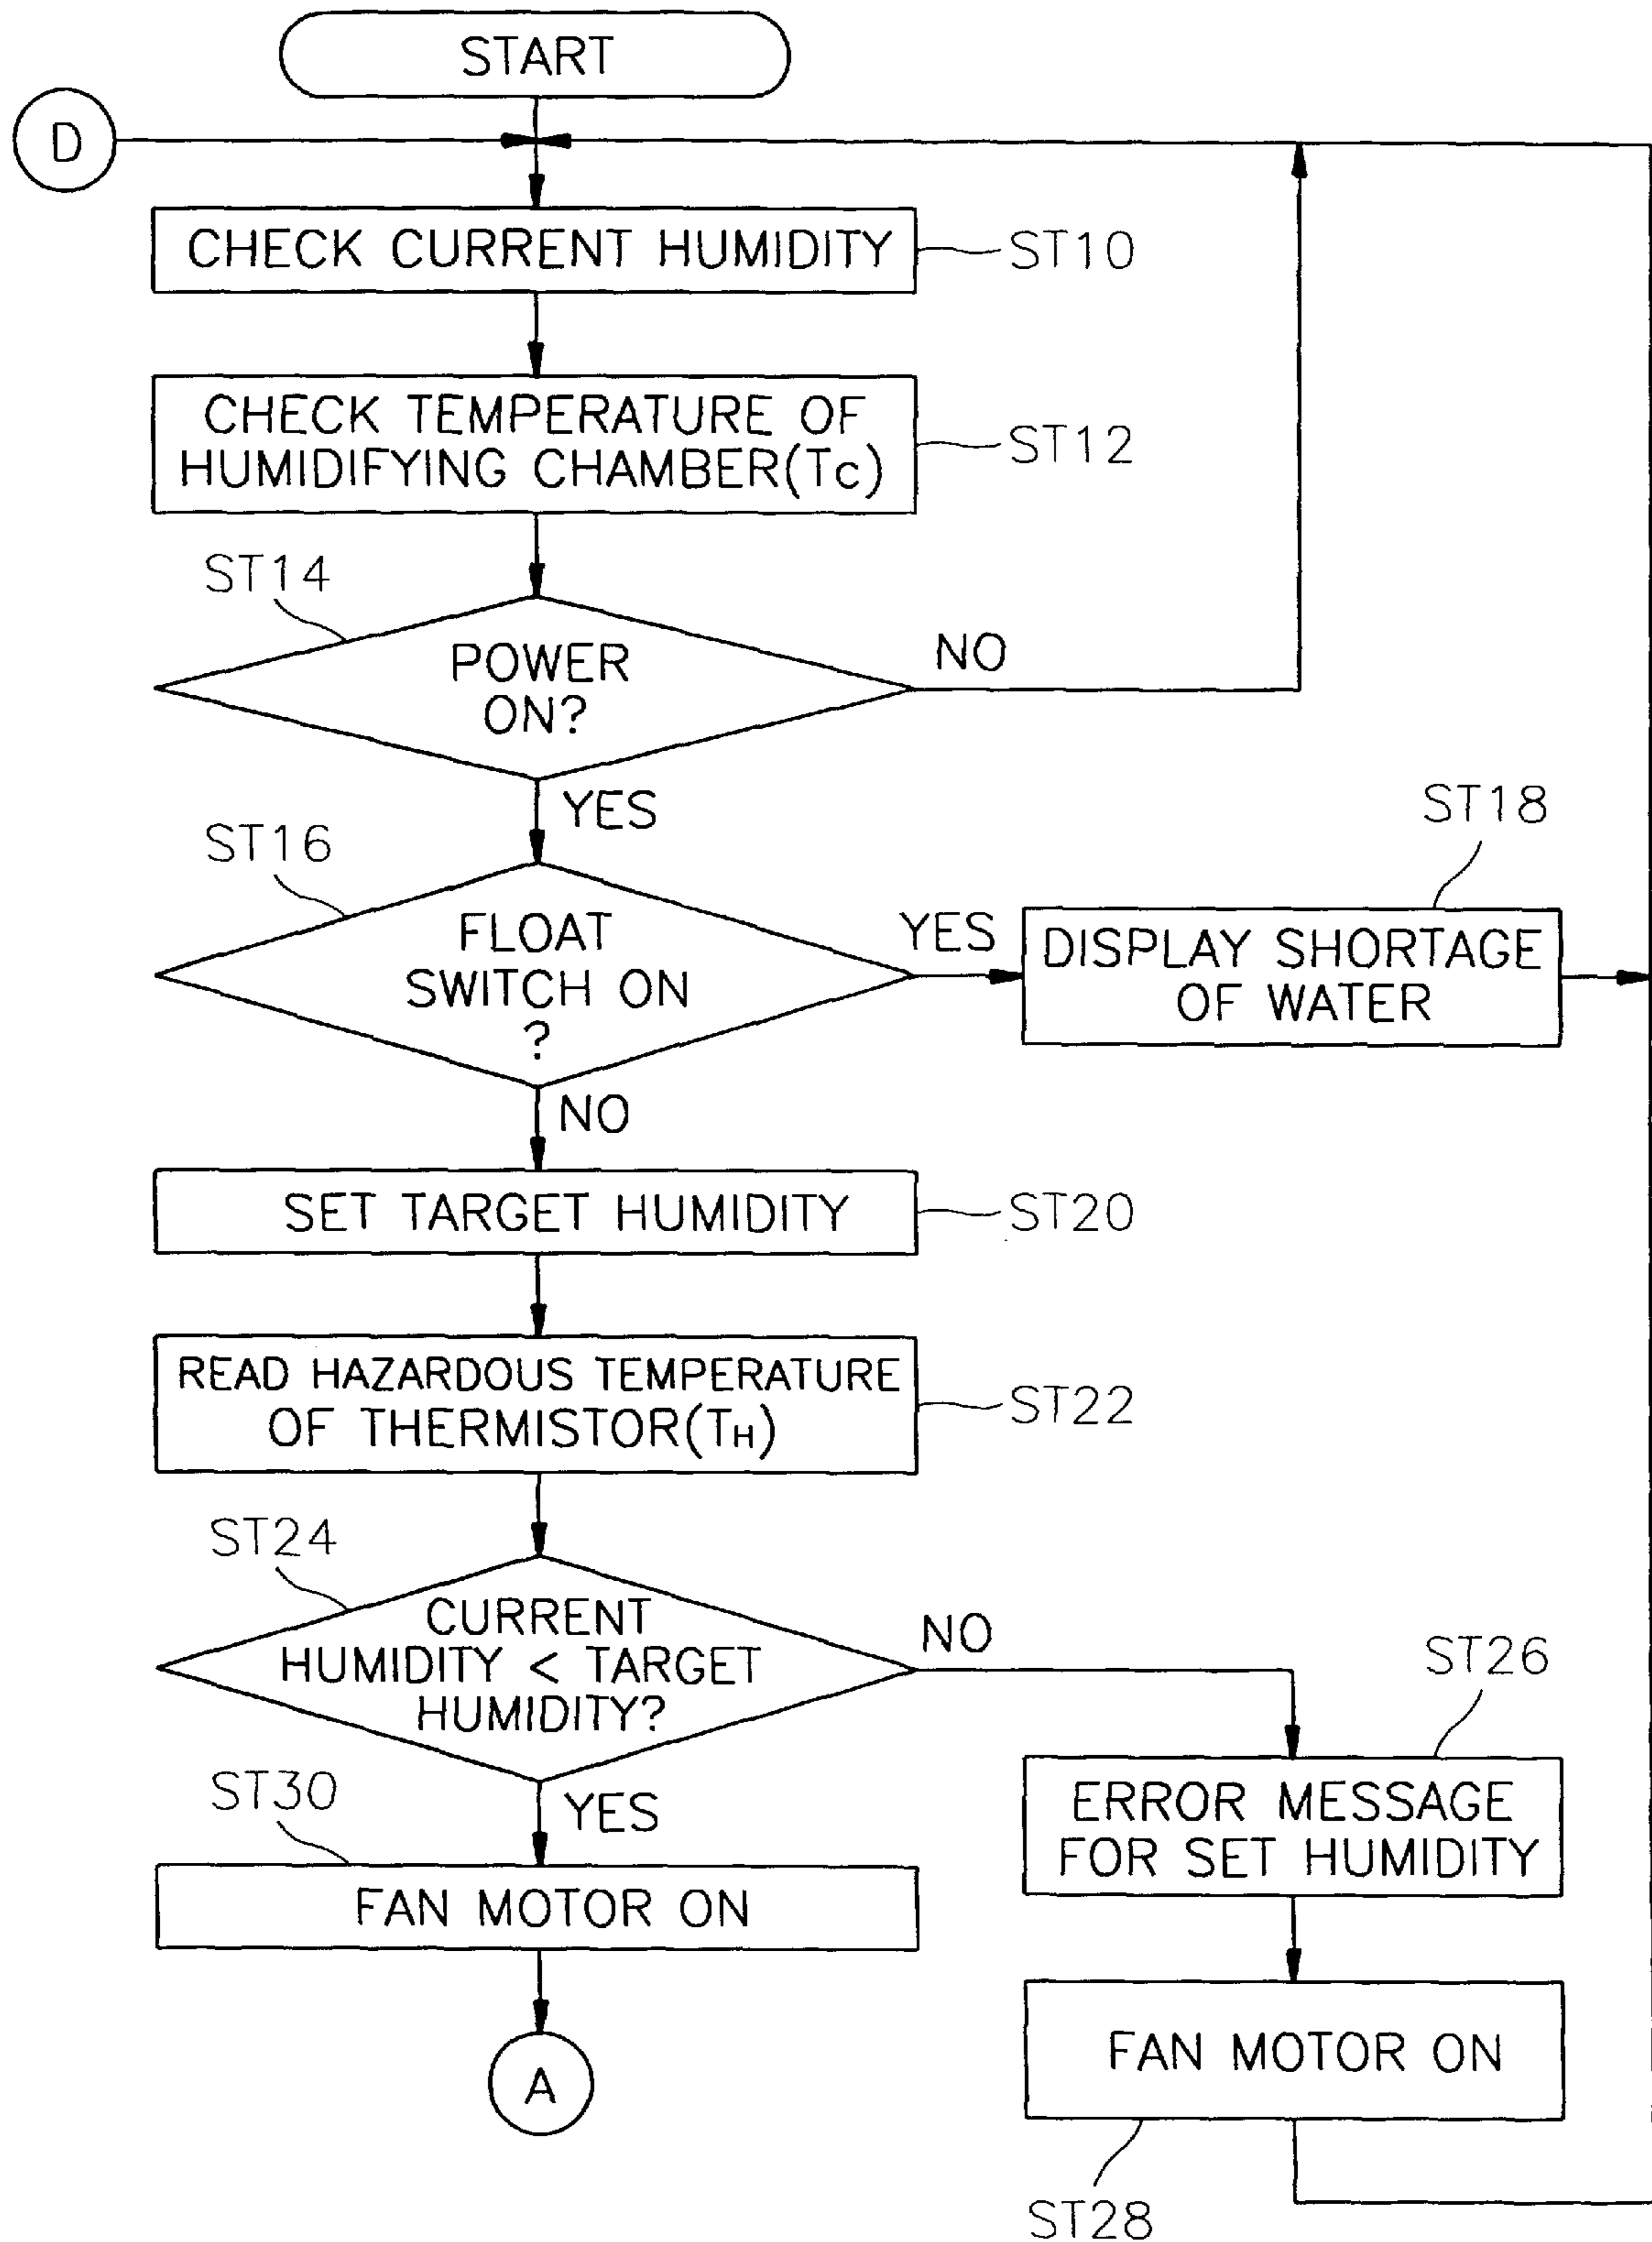 START
D
CHECK CURRENT HUMIDITY
ST10
CHECK TEMPERATURE OF
HUMIDIFYING CHAMBER(Tc)
ST12
ST14
POWER
ON?
NO
YES
ST16
FLOAT
SWITCH ON
?
YES
ST18
DISPLAY SHORTAGE
OF WATER
NO
SET TARGET HUMIDITY
ST20
READ HAZARDOUS TEMPERATURE
OF THERMISTOR(TH)
ST22
ST24
CURRENT
HUMIDITY < TARGET
HUMIDITY?
NO
ST26
ERROR MESSAGE
FOR SET HUMIDITY
YES
ST30
FAN MOTOR ON
A
FAN MOTOR ON
ST28